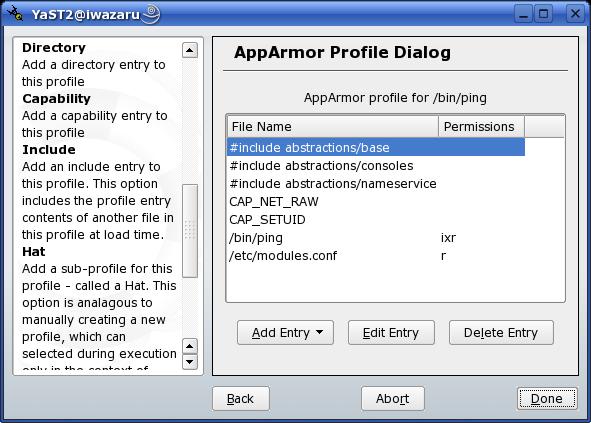 YaST2@iwazaru
Directory
Add a directory entry to
this profile
Capability
Add a capability entry to
this profile
Include
Add an include entry to
this profile. This option
includes the profile entry
contents of another file in
this profile at load time.
Hat
Add a sub-profile for this
profile - called a Hat. This
option is analagous to
manually creating a new
profile, which can
selected during execution
only in the context of
AppArmor Profile Dialog
AppArmor profile for /bin/ping
File Name Permissions
#include abstractions/base
#include abstractions/consoles
#include abstractions/nameservice
CAP_NET_RAW
CAP_SETUID
/bin/ping ixr
/etc/modules.conf r
Add Entry Edit Entry Delete Entry
Back Abort Done